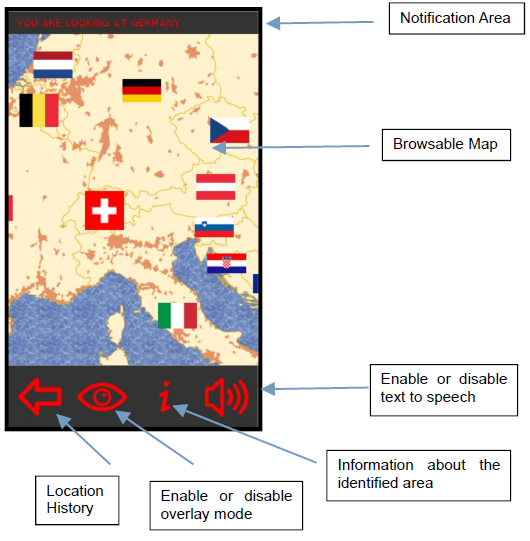 YOU ARE LOOKING AT GERMANY
Notification Area
Browsable Map
Enable or disable
text to speech
Information about the
identified area
Location
History
Enable or disable
overlay mode